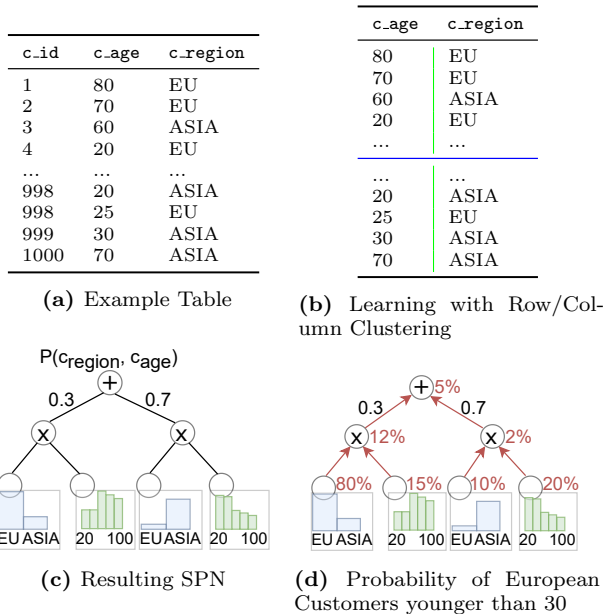 c_id c_age c_region
1 80 EU
2 70 EU
3 60 ASIA
4 20 EU
... ... ...
998 20 ASIA
998 25 EU
999 30 ASIA
1000 70 ASIA
(a) Example Table
c_age c_region
80 EU
70 EU
60 ASIA
20 EU
... ...
... ...
20 ASIA
25 EU
30 ASIA
70 ASIA
(b) Learning with Row/Col-
umn Clustering
P(c_region, c_age)
+
0.3 0.7
x x
EU ASIA 20 100 EU ASIA 20 100
(c) Resulting SPN
+ 5%
0.3 0.7
x 12% x 2%
80% 15% 10% 20%
EU ASIA 20 100 EU ASIA 20 100
(d) Probability of European
Customers younger than 30